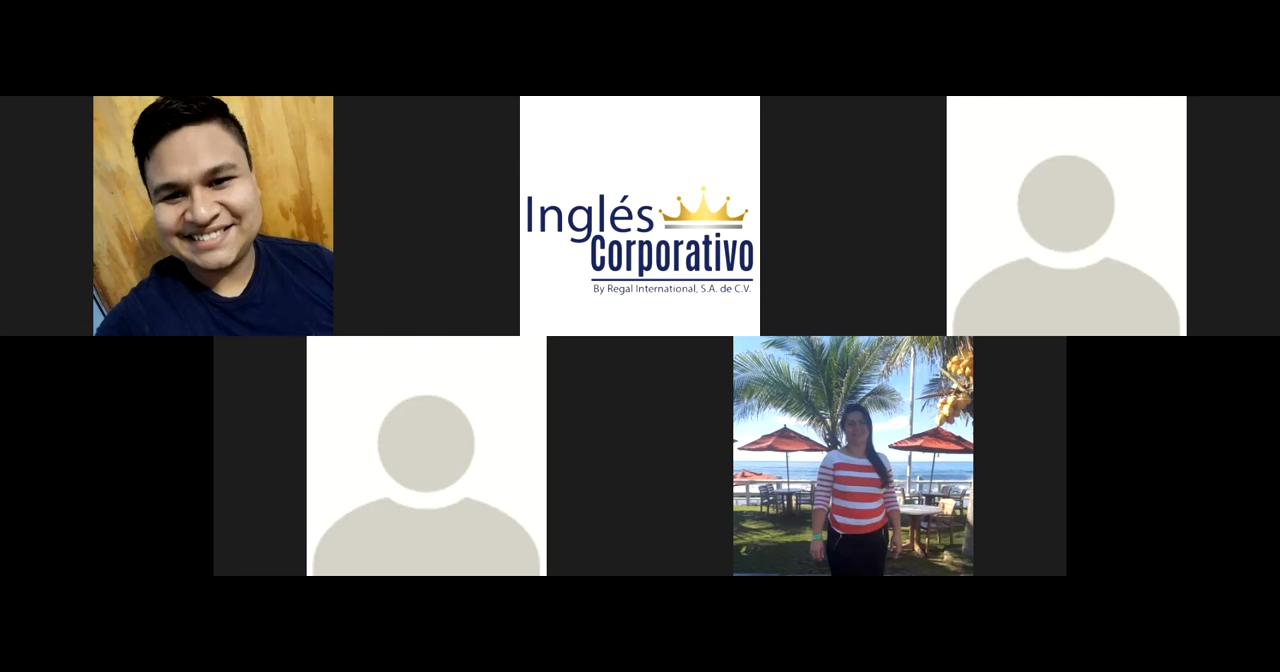 Inglés
Corporativo
By Regal International, S.A. de C.V.